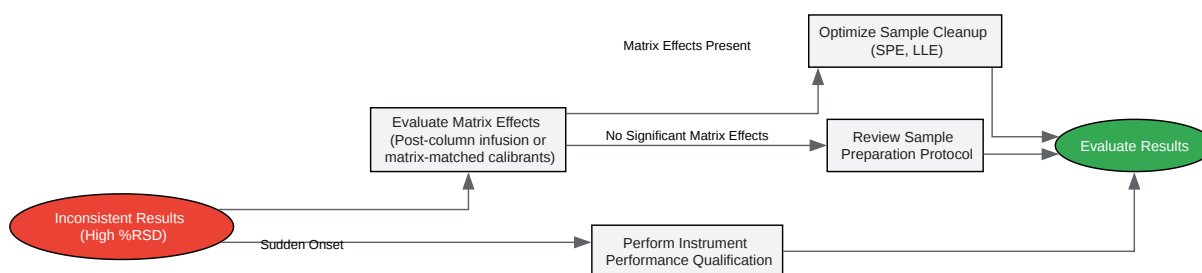 Optimize Sample Cleanup
(SPE, LLE)
Matrix Effects Present
Evaluate Matrix Effects
(Post-column infusion or
matrix-matched calibrants)
No Significant Matrix Effects
Review Sample
Preparation Protocol
Evaluate Results
Inconsistent Results
(High %RSD)
Sudden Onset
Perform Instrument
Performance Qualification